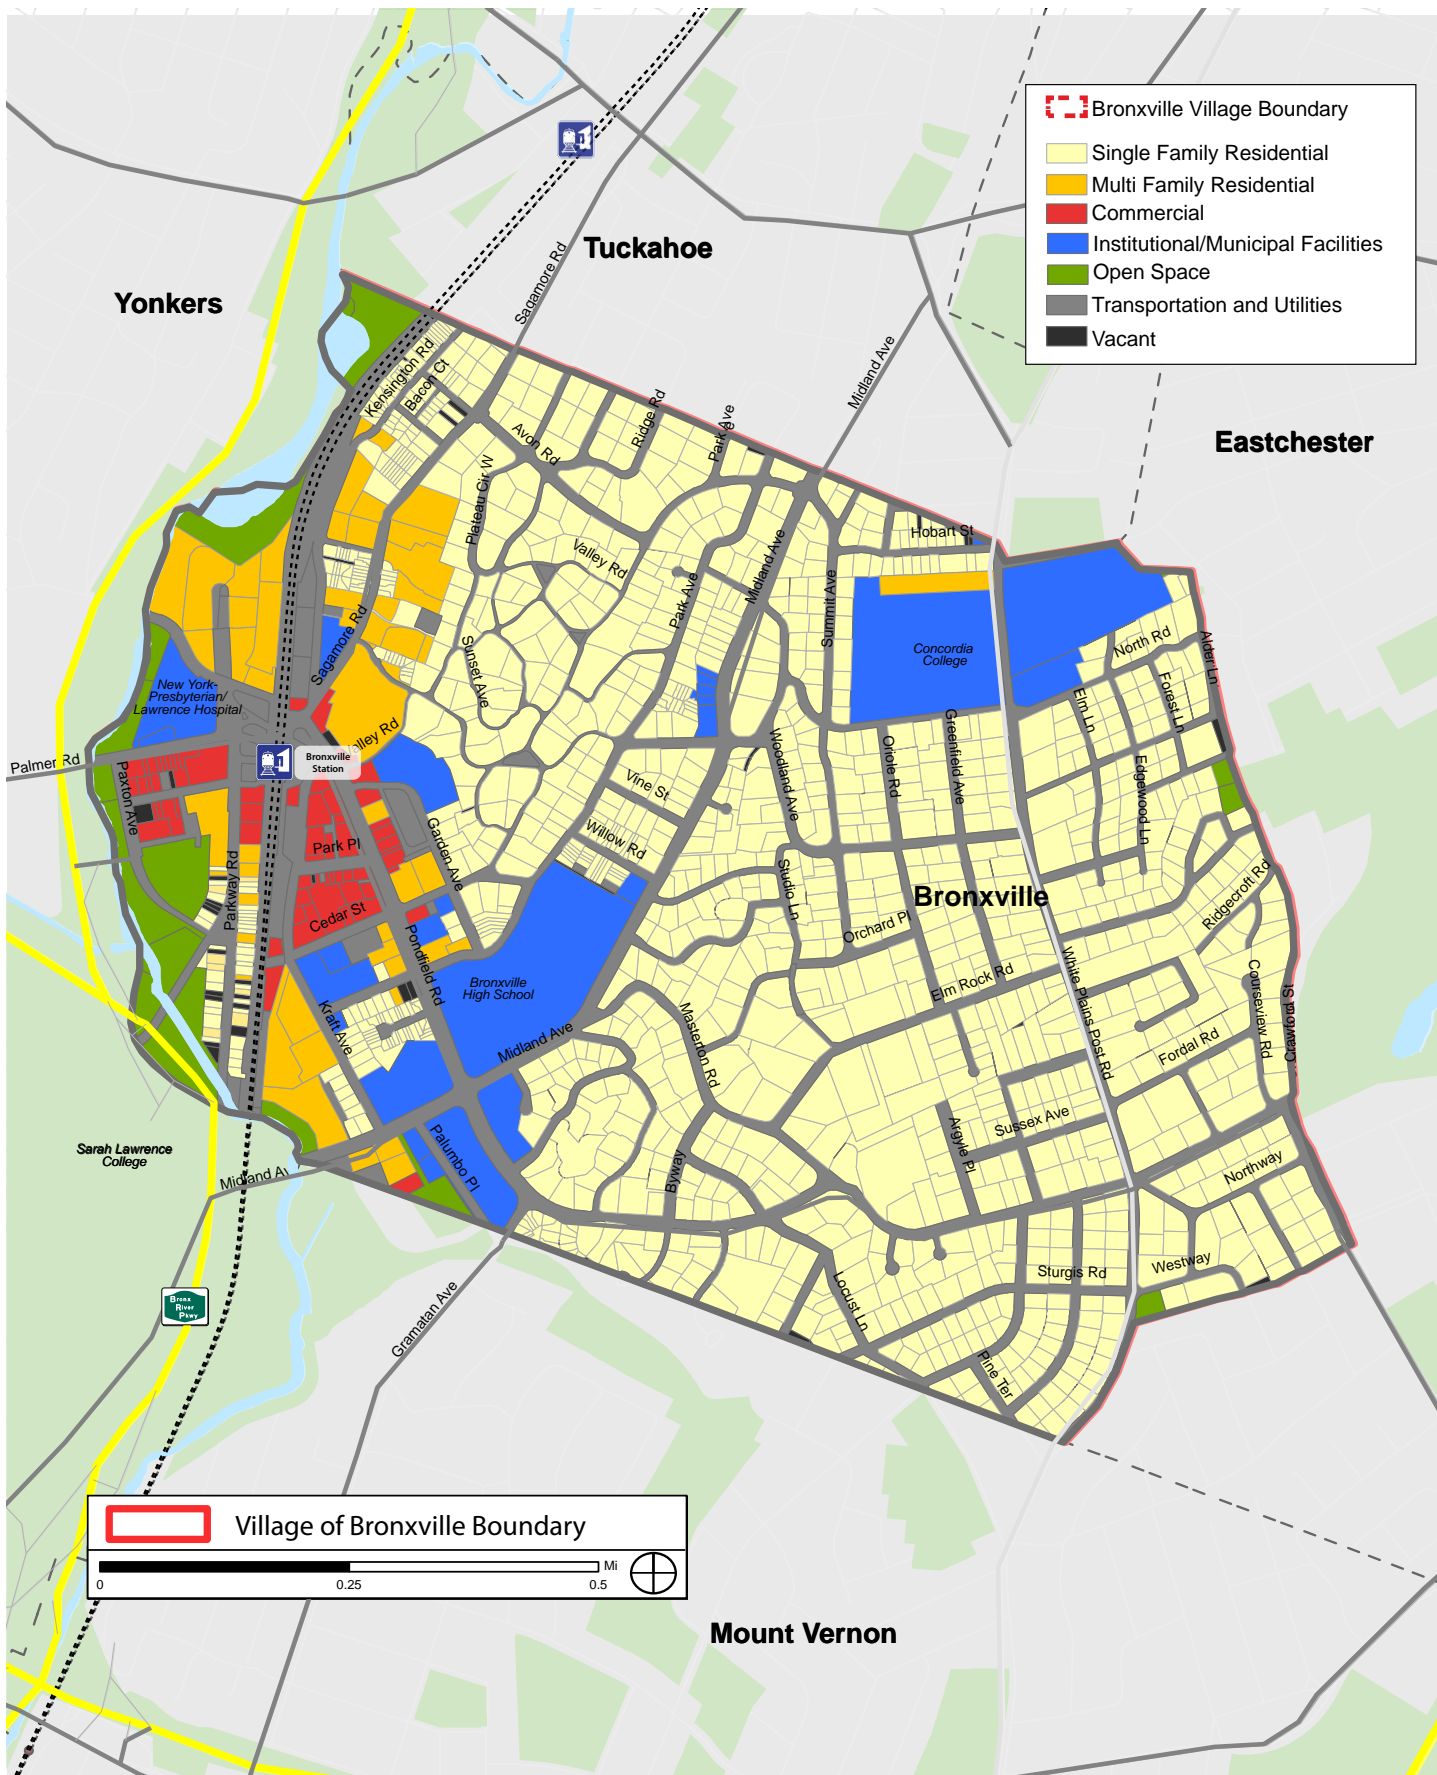 Bronxville Village Boundary
Single Family Residential
Multi Family Residential
Commercial
Institutional/Municipal Facilities
Open Space
Transportation and Utilities
Vacant
Tuckahoe
Yonkers
Eastchester
Sagamore Rd
Midland Ave
Kensington Rd
Bacon Ct
Avon Rd
Ridge Rd
Park Ave
Plateau Cir W
Valley Rd
Hobart St
Midland Ave
Park Ave
Summit Ave
Concordia
College
North Rd
Alder Ln
Forest Ln
Elm Ln
Sagamore Rd
Sunset Ave
New York-
Presbyterian/
Lawrence Hospital
Valley Rd
Palmer Rd
Bronxville
Station
Paxton Ave
Woodland Ave
Oriole Rd
Greenfield Ave
Edgewood Ln
Vine St
Willow Rd
Park Pl
Garden Ave
Parkway Rd
Cedar St
Studio Ln
Bronxville
Orchard Pl
Ridgecroft Rd
Pondfield Rd
Bronxville
High School
Elm Rock Rd
White Plains Post Rd
Courseview Rd
Crawford St
Kraft Ave
Midland Ave
Masterton Rd
Fordal Rd
Argyle Pl
Sussex Ave
Sarah Lawrence
College
Midland Av
Palumbo Pl
Byway
Northway
Westway
Sturgis Rd
Locust Ln
Pine Ter
Gramatan Ave
Bronx
River
Pkwy
Village of Bronxville Boundary
Mi
0 0.25 0.5
Mount Vernon